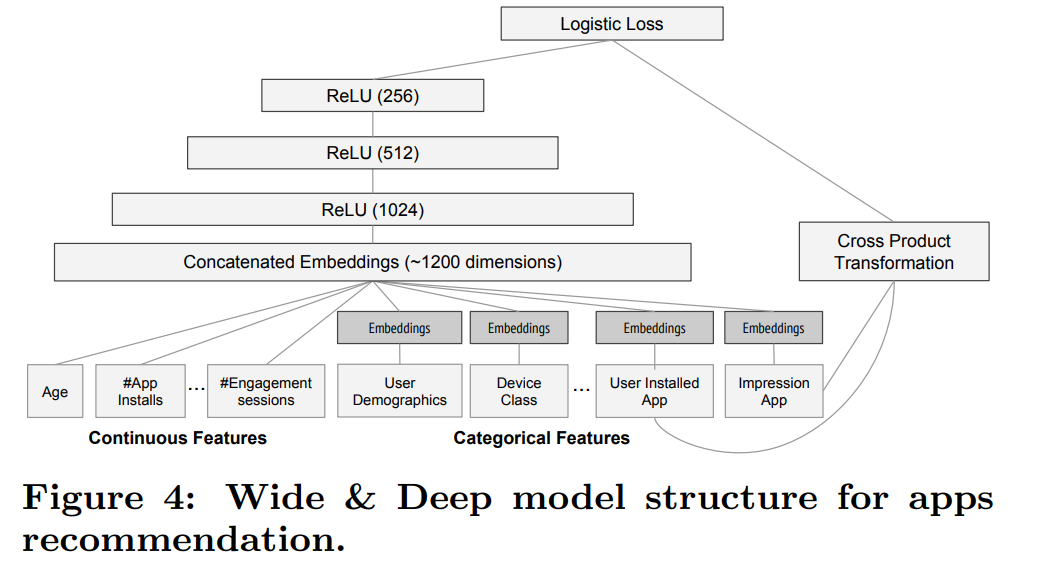 Logistic Loss
ReLU (256)
ReLU (512)
ReLU (1024)
Concatenated Embeddings (~1200 dimensions)
Cross Product
Transformation
Embeddings
Embeddings
Embeddings
Embeddings
Age
#App
Installs
...
#Engagement
sessions
User
Demographics
Device
Class
...
User Installed
App
Impression
App
Continuous Features
Categorical Features
Figure 4: Wide & Deep model structure for apps
recommendation.